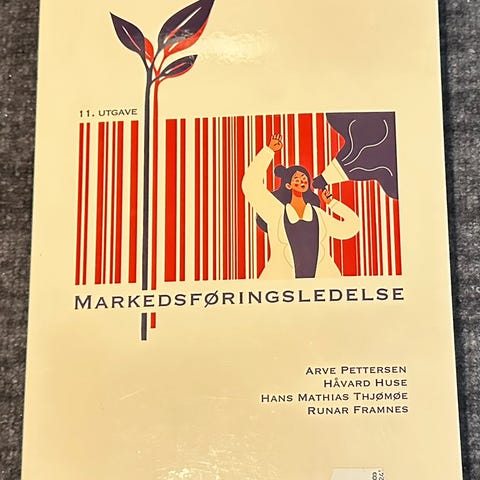 11. UTGAVE
MARKEDSFØRINGSLEDELSE
ARVE PETTERSEN
HÅVARD HUSE
HANS MATHIAS THJØMØE
RUNAR FRAMNES